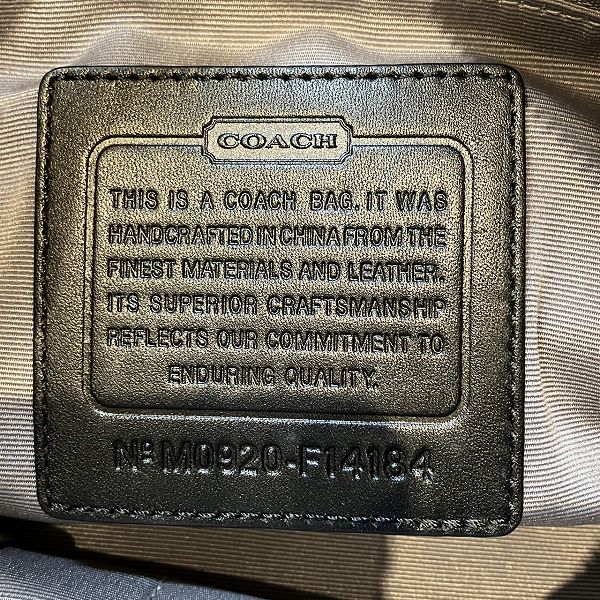 COACH
THIS IS A COACH BAG. IT WAS
HANDCRAFTED IN CHINA FROM THE
FINEST MATERIALS AND LEATHER.
ITS SUPERIOR CRAFTSMANSHIP
REFLECTS OUR COMMITMENT TO
ENDURING QUALITY.
Nº M0920-F14184